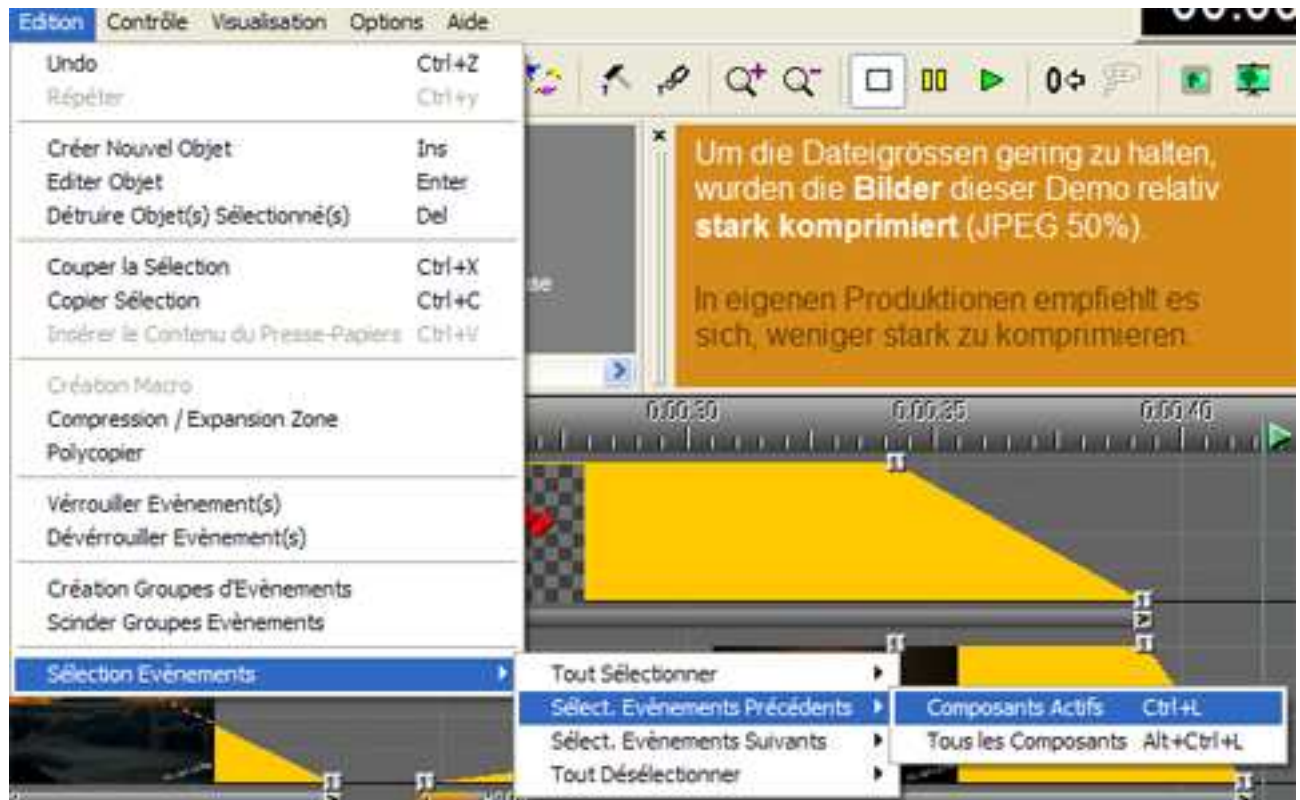 Edition Contrôle Visualisation Options Aide
Undo Ctrl+Z
Répéter Ctrl+y
Créer Nouvel Objet Ins
Editer Objet Enter
Détruire Objet(s) Sélectionné(s) Del
Couper la Sélection Ctrl+X
Copier Sélection Ctrl+C
Insérer le Contenu du Presse-Papiers Ctrl+V
Création Macro
Compression / Expansion Zone
Polycopier
Vérrouiller Evènement(s)
Dévérrouiller Evènement(s)
Création Groupes d'Evènements
Scinder Groupes Evènements
Sélection Evènements
Tout Sélectionner
Sélect. Evènements Précédents
Sélect. Evènements Suivants
Tout Désélectionner
Composants Actifs Ctrl+L
Tous les Composants Alt+Ctrl+L
Um die Dateigrössen gering zu halten,
wurden die Bilder dieser Demo relativ
stark komprimiert (JPEG 50%).
In eigenen Produktionen empfiehlt es
sich, weniger stark zu komprimieren.
0:00:30 0:00:35 0:00:40